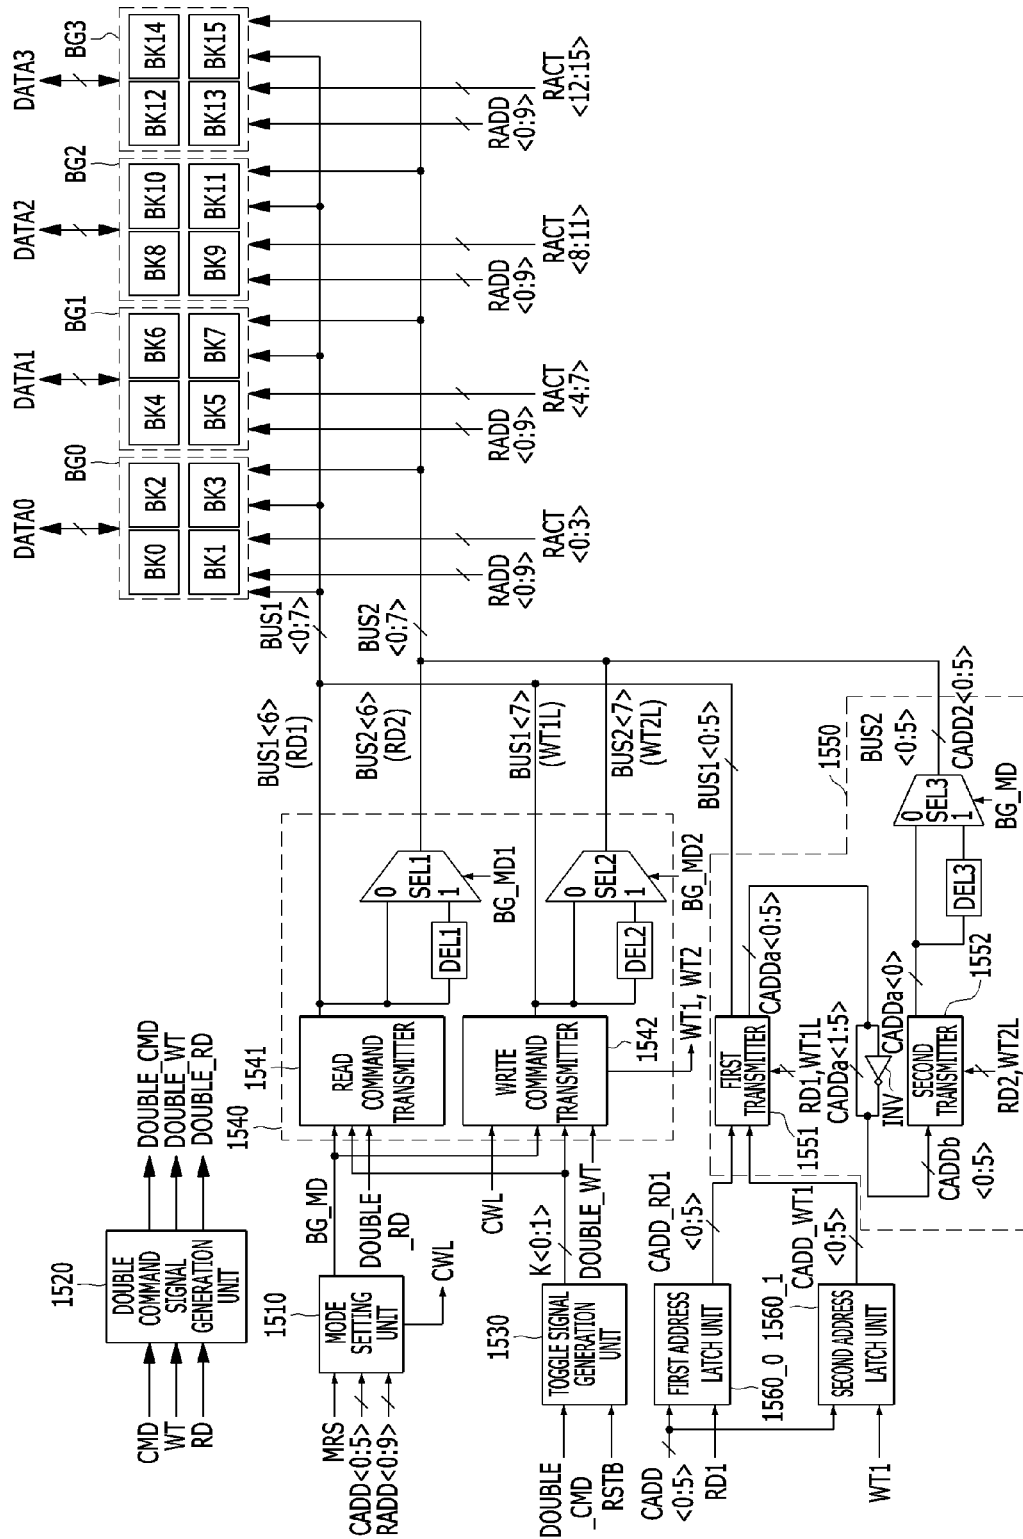 DATA0
DATA1
DATA2
DATA3
BG0
BG1
BG2
BG3
BK0
BK2
BK4
BK6
BK8
BK10
BK12
BK14
BK1
BK3
BK5
BK7
BK9
BK11
BK13
BK15
RADD
<0:9>
RACT
<0:3>
RADD
<0:9>
RACT
<4:7>
RADD
<0:9>
RACT
<8:11>
RADD
<0:9>
RACT
<12:15>
BUS1
<0:7>
BUS2
<0:7>
1520
DOUBLE
COMMAND
SIGNAL
GENERATION
UNIT
CMD
WT
RD
DOUBLE_CMD
DOUBLE_WT
DOUBLE_RD
1510
MODE
SETTING
UNIT
MRS
CADD<0:5>
RADD<0:9>
BG_MD
CWL
DOUBLE
_RD
1540
1541
READ
COMMAND
TRANSMITTER
DEL1
0
SEL1
1
BG_MD1
BUS1<6>
(RD1)
BUS2<6>
(RD2)
CWL
WRITE
COMMAND
TRANSMITTER
1542
DEL2
0
SEL2
1
BG_MD2
WT1, WT2
BUS1<7>
(WT1L)
BUS2<7>
(WT2L)
1530
TOGGLE SIGNAL
GENERATION
UNIT
DOUBLE
_CMD
RSTB
K<0:1>
DOUBLE_WT
FIRST ADDRESS
LATCH UNIT
CADD
<0:5>
RD1
1560_0
CADD_RD1
<0:5>
1560_1
SECOND ADDRESS
LATCH UNIT
WT1
CADD_WT1
<0:5>
1550
FIRST
TRANSMITTER
1551
RD1,WT1L
BUS1<0:5>
CADDa<0:5>
CADDa<1:5>
INV
CADDa<0>
CADDb
<0:5>
SECOND
TRANSMITTER
1552
RD2,WT2L
DEL3
0
SEL3
1
BG_MD
BUS2
<0:5>
CADD2<0:5>